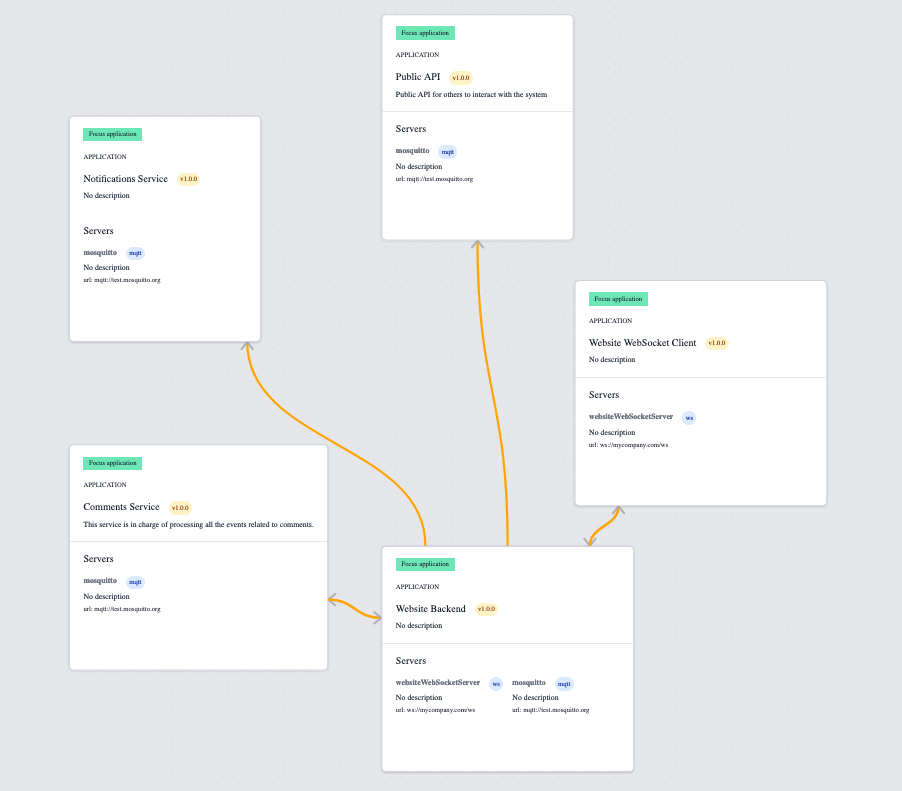 Focus application
APPLICATION
Public API v1.0.0
Public API for others to interact with the system
Servers
mosquitto mqtt
No description
url: mqtt://test.mosquitto.org
Focus application
APPLICATION
Notifications Service v1.0.0
No description
Servers
mosquitto mqtt
No description
url: mqtt://test.mosquitto.org
Focus application
APPLICATION
Website WebSocket Client v1.0.0
No description
Servers
websiteWebSocketServer ws
No description
url: ws://mycompany.com/ws
Focus application
APPLICATION
Comments Service v1.0.0
This service is in charge of processing all the events related to comments.
Servers
mosquitto mqtt
No description
url: mqtt://test.mosquitto.org
Focus application
APPLICATION
Website Backend v1.0.0
No description
Servers
websiteWebSocketServer ws mosquitto mqtt
No description No description
url: ws://mycompany.com/ws url: mqtt://test.mosquitto.org